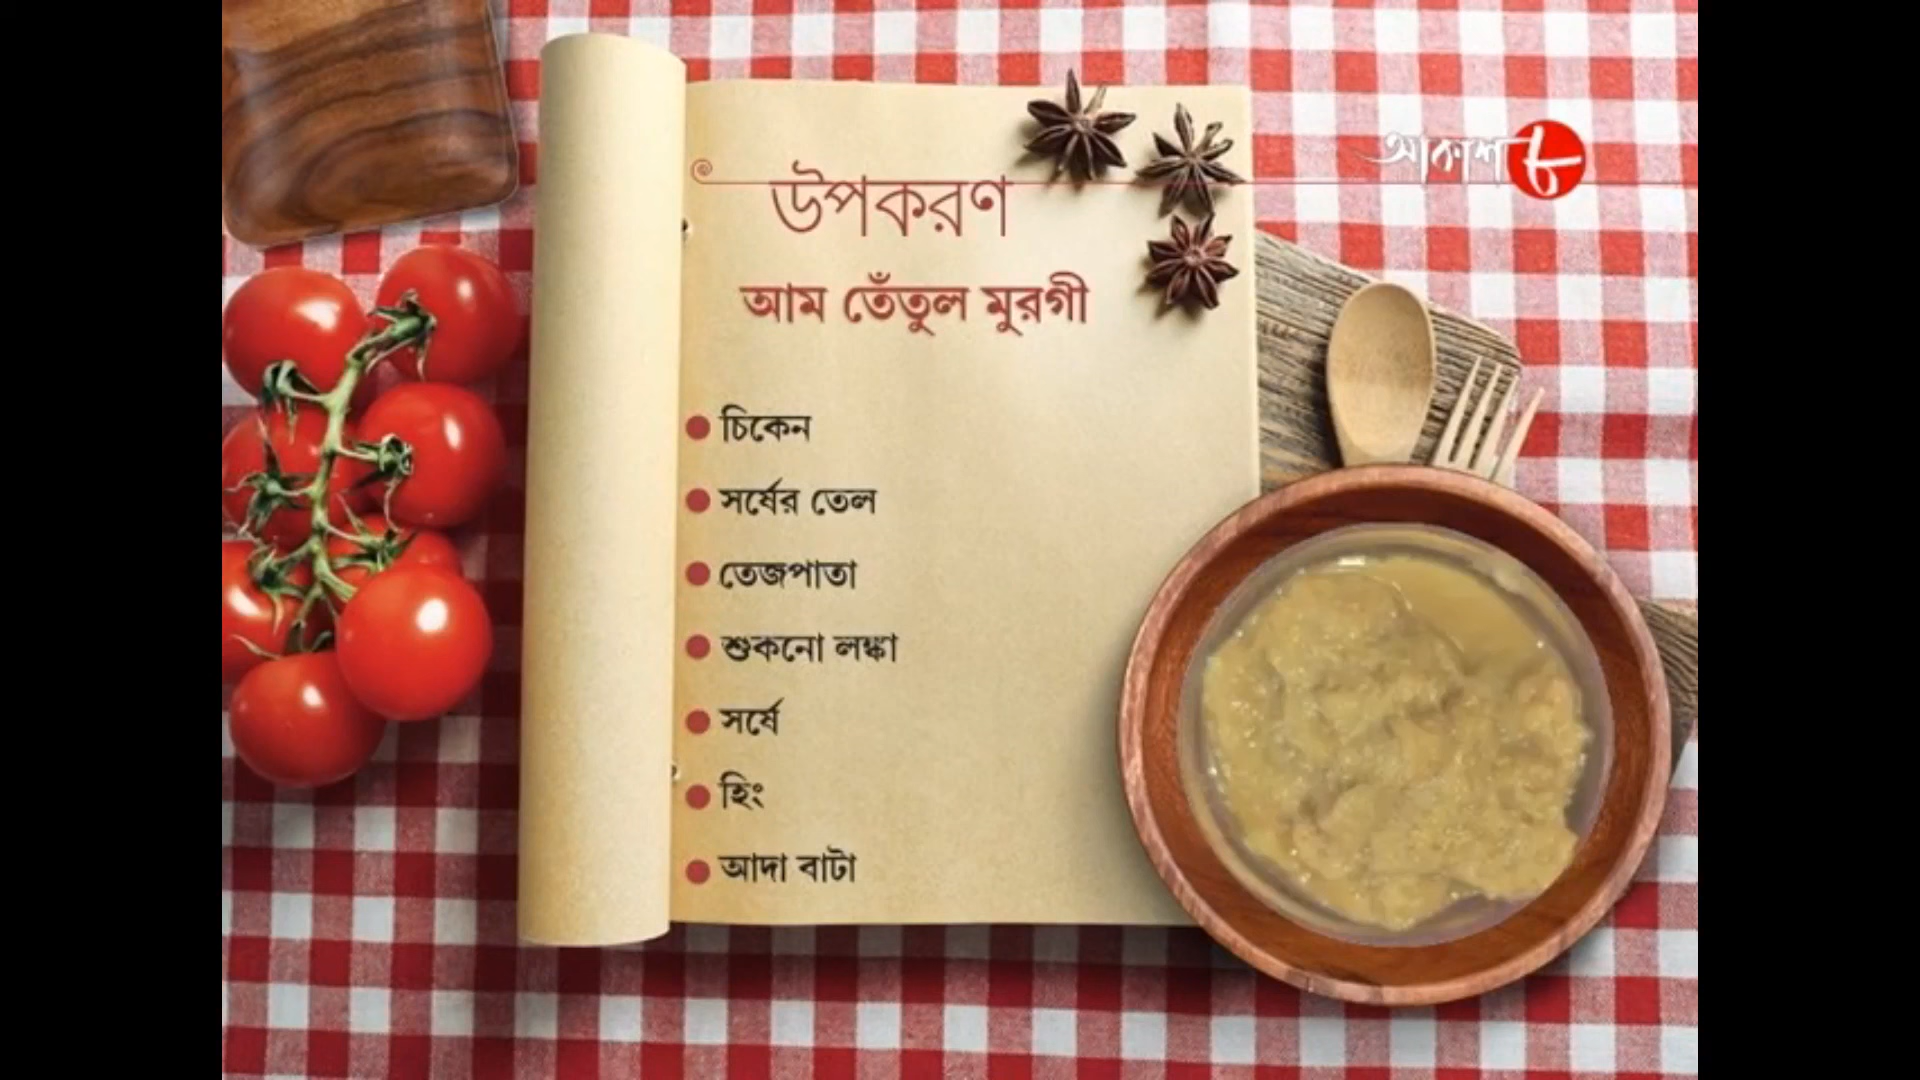 আকাশ ৮
উপকরণ
আম তেঁতুল মুরগী
চিকেন
সর্ষের তেল
তেজপাতা
শুকনো লঙ্কা
সর্ষে
হিং
আদা বাটা